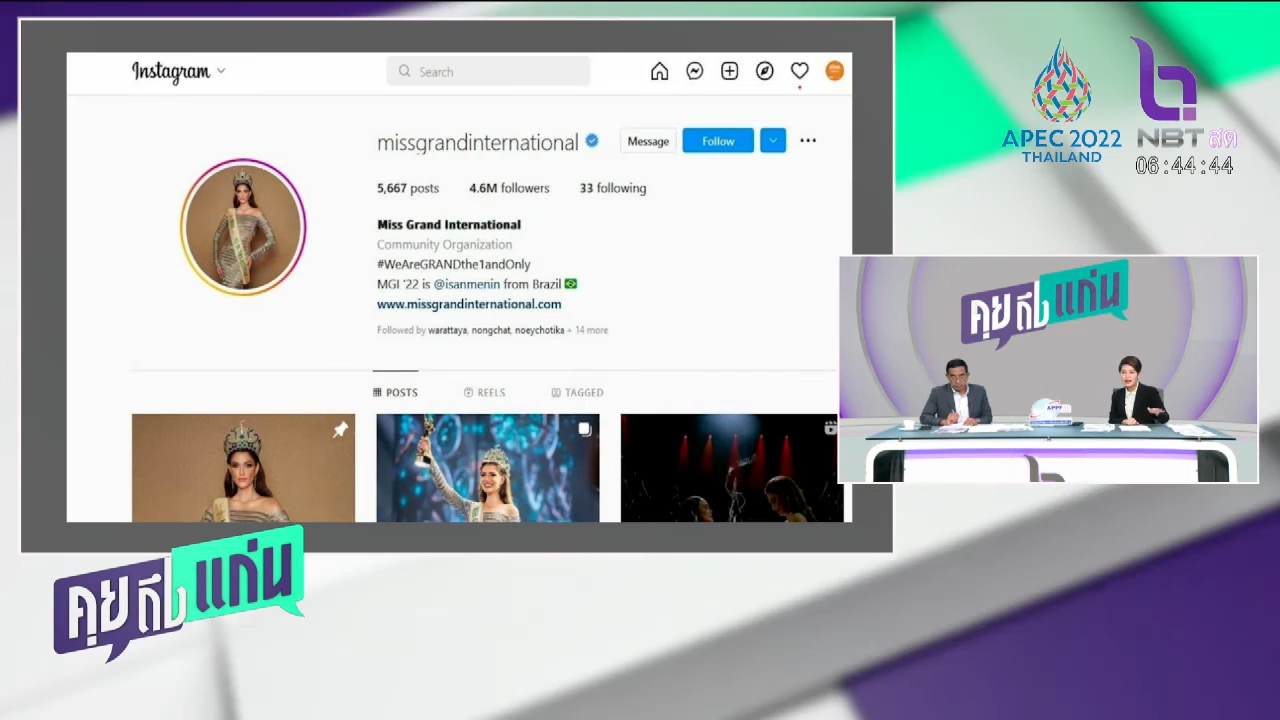 Instagram
Search
missgrandinternational
Message
Follow
5,667 posts
4.6M followers
33 following
Miss Grand International
Community Organization
#WeAreGRANDthe1andOnly
MGI '22 is @isanmenin from Brazil 🇧🇷
www.missgrandinternational.com
Followed by warattaya, nongchat, noeychotika + 14 more
POSTS
REELS
TAGGED
APEC 2022
THAILAND
NBT สด
06:44:44
คุยถึงแก่น
APPF
คุยถึงแก่น